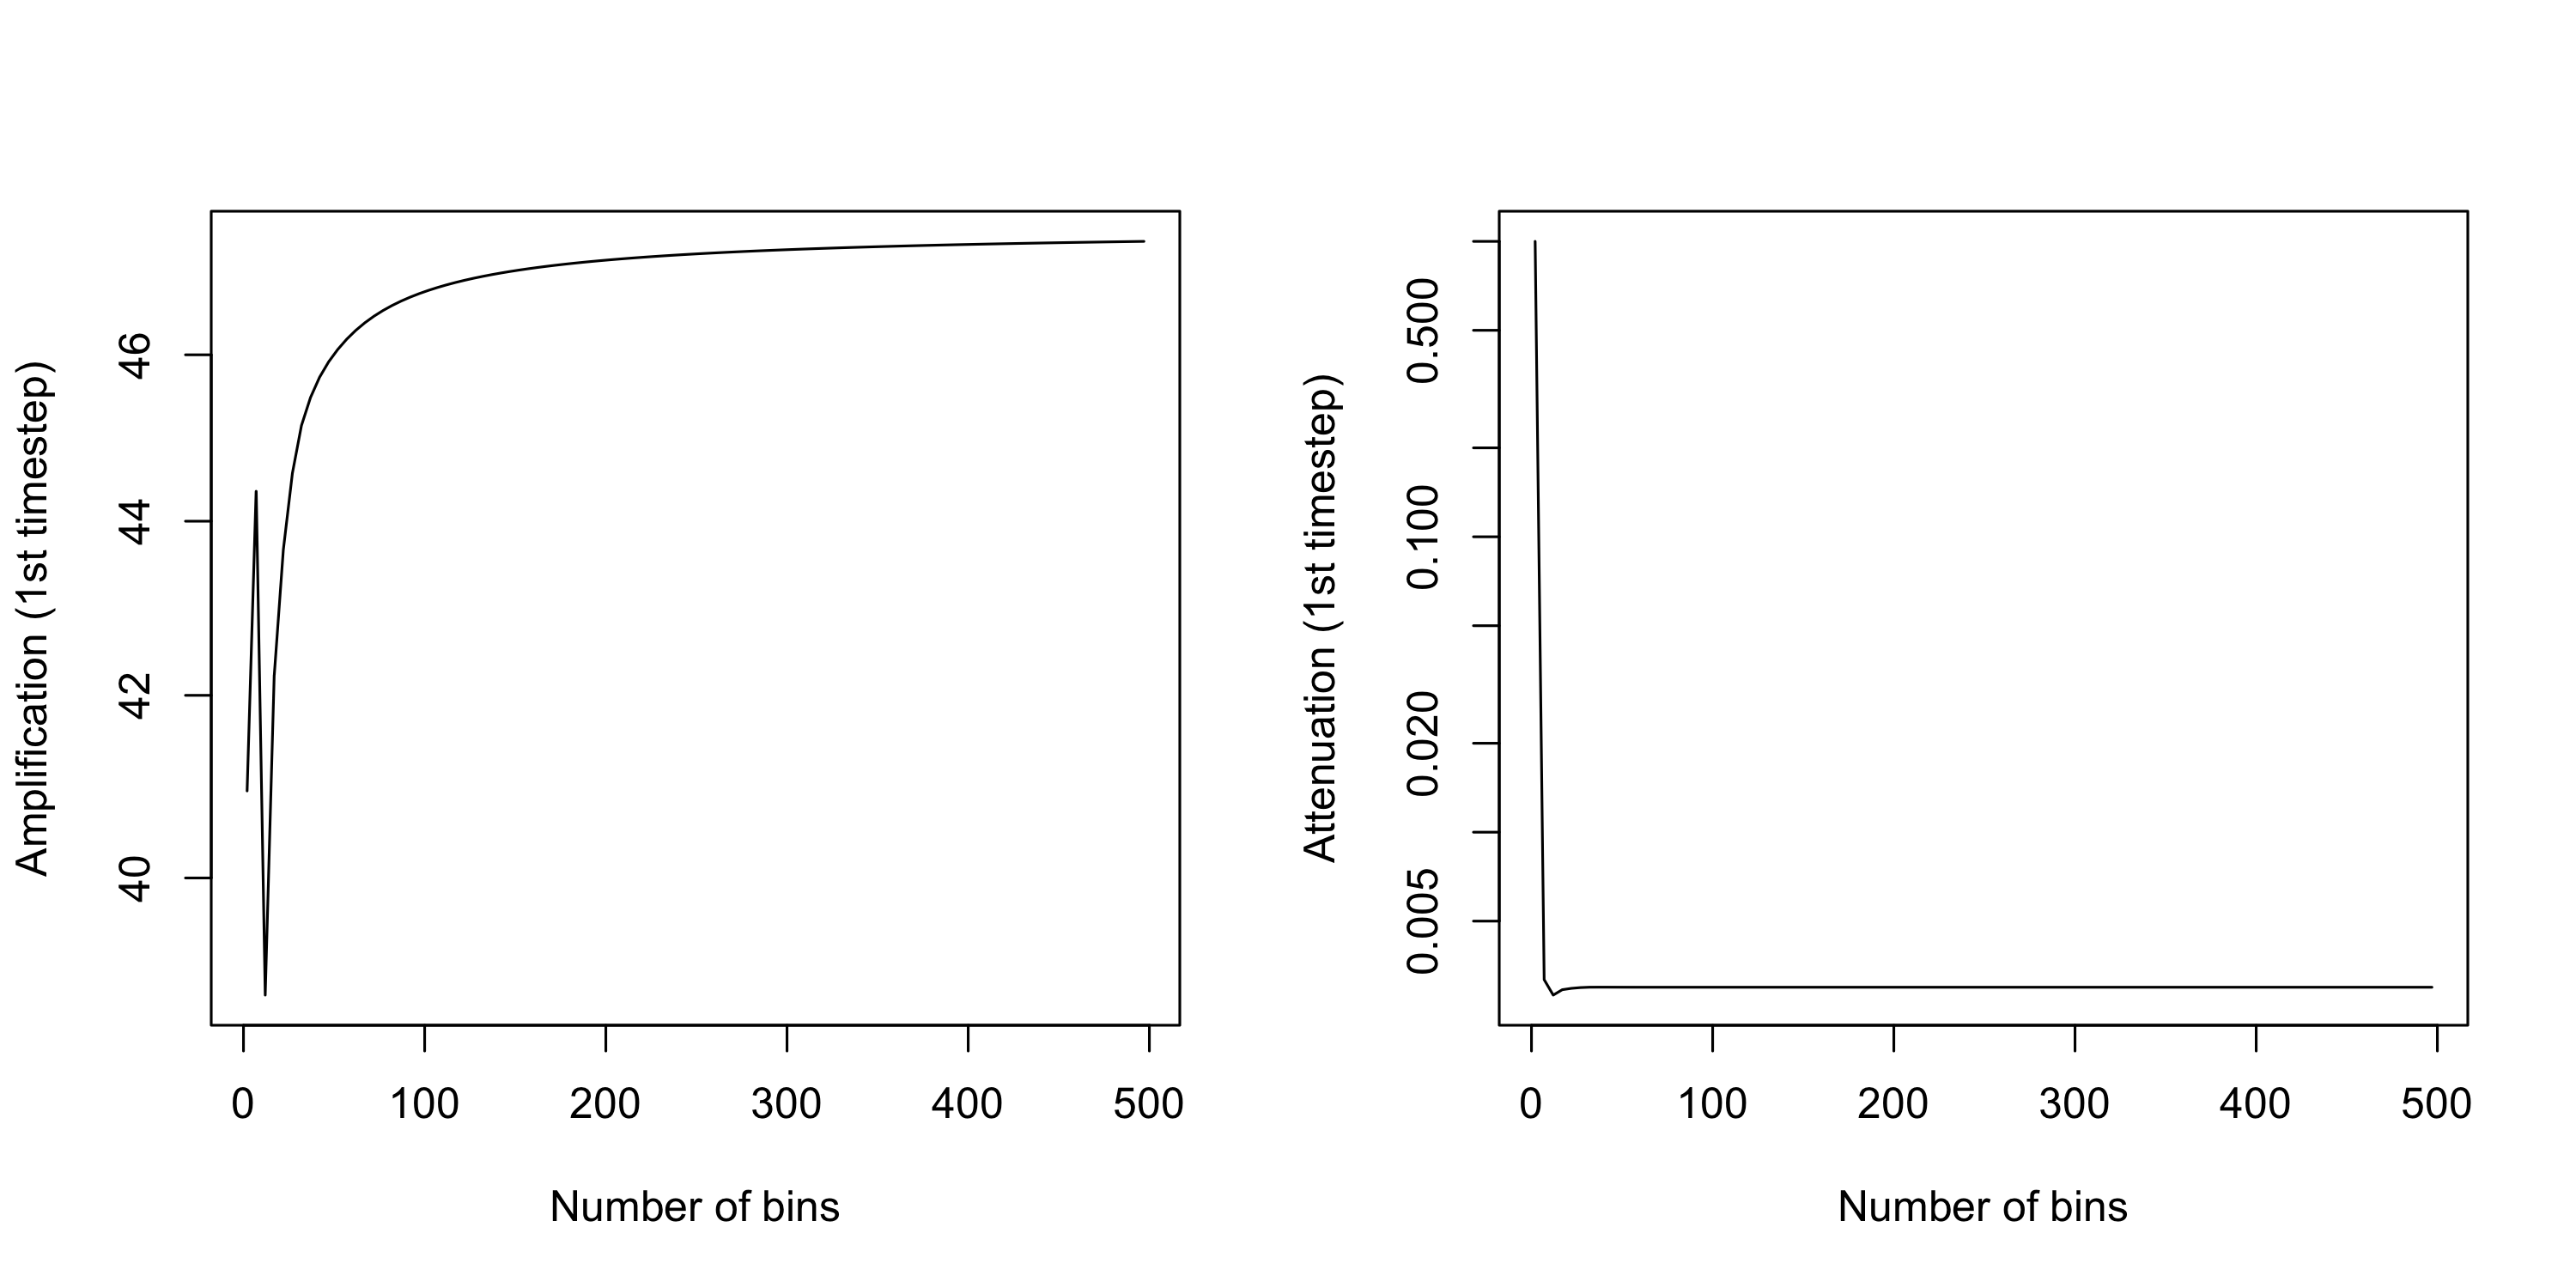 Amplification (1st timestep)
46
44
42
40
0 100 200 300 400 500
Number of bins
Attenuation (1st timestep)
0.500
0.100
0.020
0.005
0 100 200 300 400 500
Number of bins